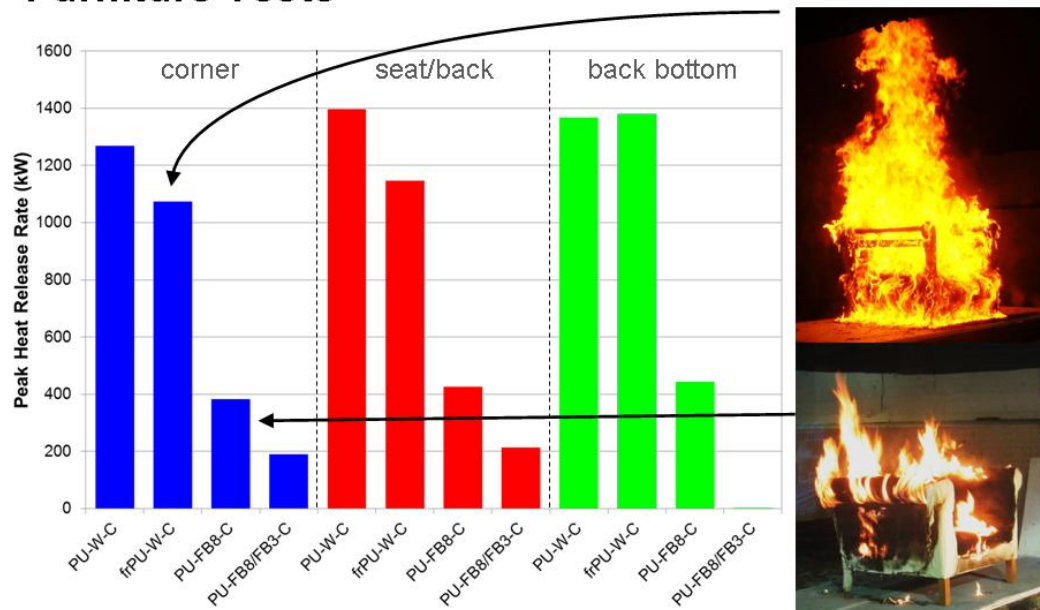 corner
seat/back
back bottom
Peak Heat Release Rate (kW)
1600
1400
1200
1000
800
600
400
200
0
PU-W-C
frPU-W-C
PU-FB8-C
PU-FB8/FB3-C
PU-W-C
frPU-W-C
PU-FB8-C
PU-FB8/FB3-C
PU-W-C
frPU-W-C
PU-FB8-C
PU-FB8/FB3-C